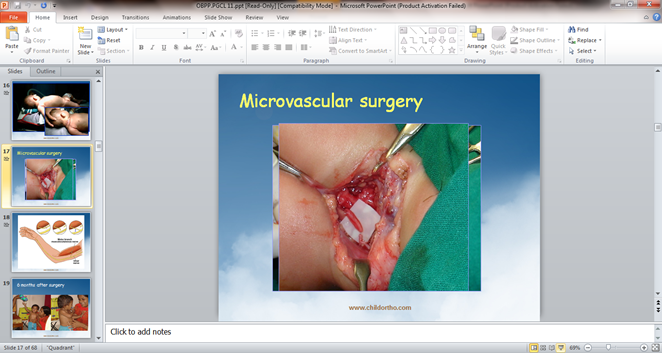 OBPP.PGCL 11.ppt [Read-Only] [Compatibility Mode] - Microsoft PowerPoint (Product Activation Failed)
File Home Insert Design Transitions Animations Slide Show Review View
Cut
Copy
Format Painter
Paste
Clipboard
New
Slide
Layout
Reset
Section
Slides
Font
Paragraph
Text Direction
Align Text
Convert to SmartArt
Arrange
Quick
Styles
Shape Fill
Shape Outline
Shape Effects
Drawing
Find
Replace
Select
Editing
Slides Outline
16
17
Microvascular surgery
18
19
6 months after surgery
Microvascular surgery
www.childortho.com
Click to add notes
Slide 17 of 68 "Quadrant"
69%